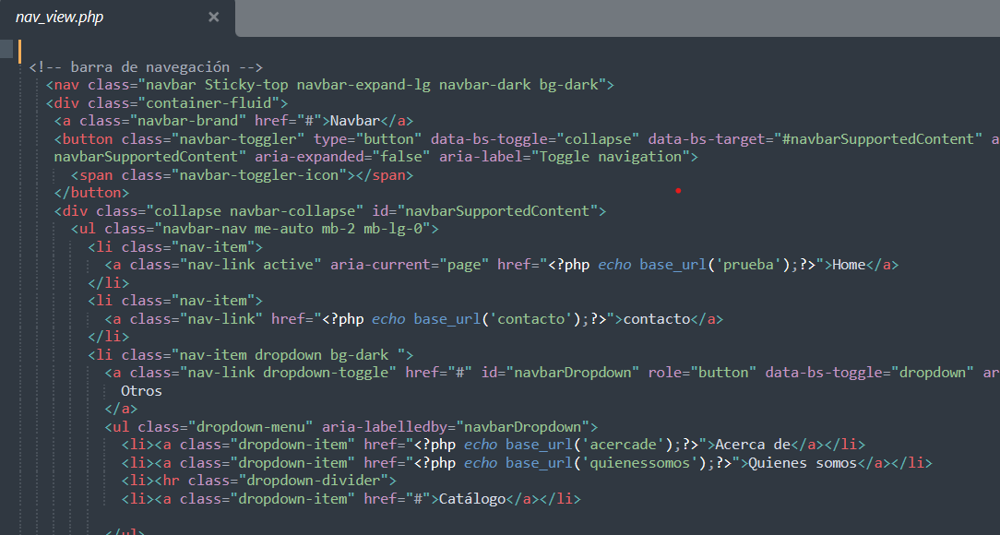 nav_view.php ×
<!-- barra de navegación -->
<nav class="navbar Sticky-top navbar-expand-lg navbar-dark bg-dark">
<div class="container-fluid">
<a class="navbar-brand" href="#">Navbar</a>
<button class="navbar-toggler" type="button" data-bs-toggle="collapse" data-bs-target="#navbarSupportedContent" a
navbarSupportedContent" aria-expanded="false" aria-label="Toggle navigation">
<span class="navbar-toggler-icon"></span>
</button>
<div class="collapse navbar-collapse" id="navbarSupportedContent">
<ul class="navbar-nav me-auto mb-2 mb-lg-0">
<li class="nav-item">
<a class="nav-link active" aria-current="page" href="<?php echo base_url('prueba');?>">Home</a>
</li>
<li class="nav-item">
<a class="nav-link" href="<?php echo base_url('contacto');?>">contacto</a>
</li>
<li class="nav-item dropdown bg-dark ">
<a class="nav-link dropdown-toggle" href="#" id="navbarDropdown" role="button" data-bs-toggle="dropdown" ar
Otros
</a>
<ul class="dropdown-menu" aria-labelledby="navbarDropdown">
<li><a class="dropdown-item" href="<?php echo base_url('acercade');?>">Acerca de</a></li>
<li><a class="dropdown-item" href="<?php echo base_url('quienessomos');?>">Quienes somos</a></li>
<li><hr class="dropdown-divider">
<li><a class="dropdown-item" href="#">Catálogo</a></li>
</ul>